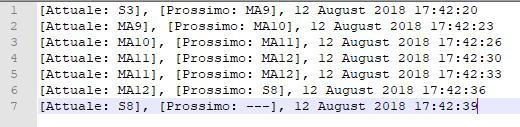 1 [Attuale: S3], [Prossimo: MA9], 12 August 2018 17:42:20
2 [Attuale: MA9], [Prossimo: MA10], 12 August 2018 17:42:23
3 [Attuale: MA10], [Prossimo: MA11], 12 August 2018 17:42:26
4 [Attuale: MA11], [Prossimo: MA12], 12 August 2018 17:42:30
5 [Attuale: MA11], [Prossimo: MA12], 12 August 2018 17:42:33
6 [Attuale: MA12], [Prossimo: S8], 12 August 2018 17:42:36
7 [Attuale: S8], [Prossimo: ---], 12 August 2018 17:42:39